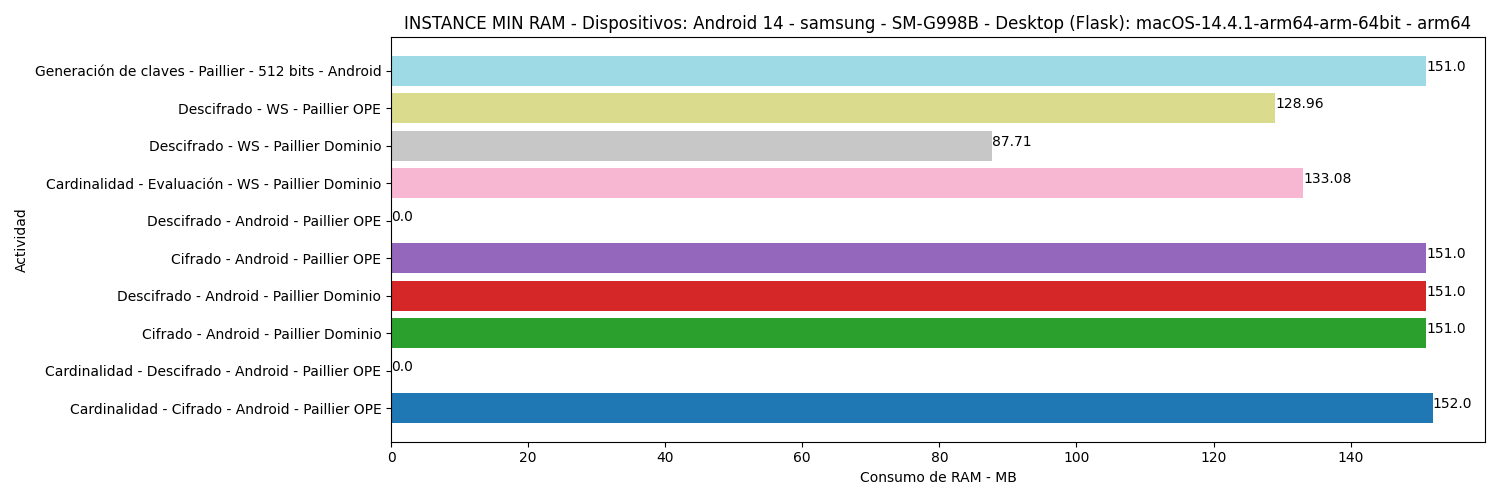 INSTANCE MIN RAM - Dispositivos: Android 14 - samsung - SM-G998B - Desktop (Flask): macOS-14.4.1-arm64-arm-64bit - arm64
Generación de claves - Paillier - 512 bits - Android 151.0
Descifrado - WS - Paillier OPE 128.96
Descifrado - WS - Paillier Dominio 87.71
Cardinalidad - Evaluación - WS - Paillier Dominio 133.08
Descifrado - Android - Paillier OPE 0.0
Cifrado - Android - Paillier OPE 151.0
Descifrado - Android - Paillier Dominio 151.0
Cifrado - Android - Paillier Dominio 151.0
Cardinalidad - Descifrado - Android - Paillier OPE 0.0
Cardinalidad - Cifrado - Android - Paillier OPE 152.0
Actividad
0 20 40 60 80 100 120 140
Consumo de RAM - MB